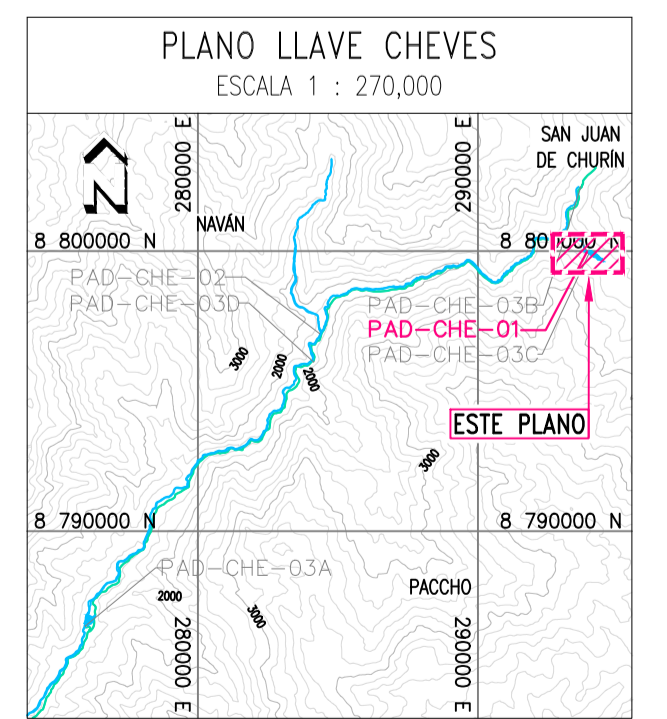 PLANO LLAVE CHEVES
ESCALA 1 : 270,000
280000 E
290000 E
SAN JUAN
DE CHURÍN
N
NAVÁN
8 800000 N
8 800000 N
PAD-CHE-02
PAD-CHE-03D
PAD-CHE-03B
PAD-CHE-01
PAD-CHE-03C
3000
2000
2000
ESTE PLANO
3000
8 790000 N
8 790000 N
PAD-CHE-03A
2000
3000
PACCHO
280000 E
290000 E